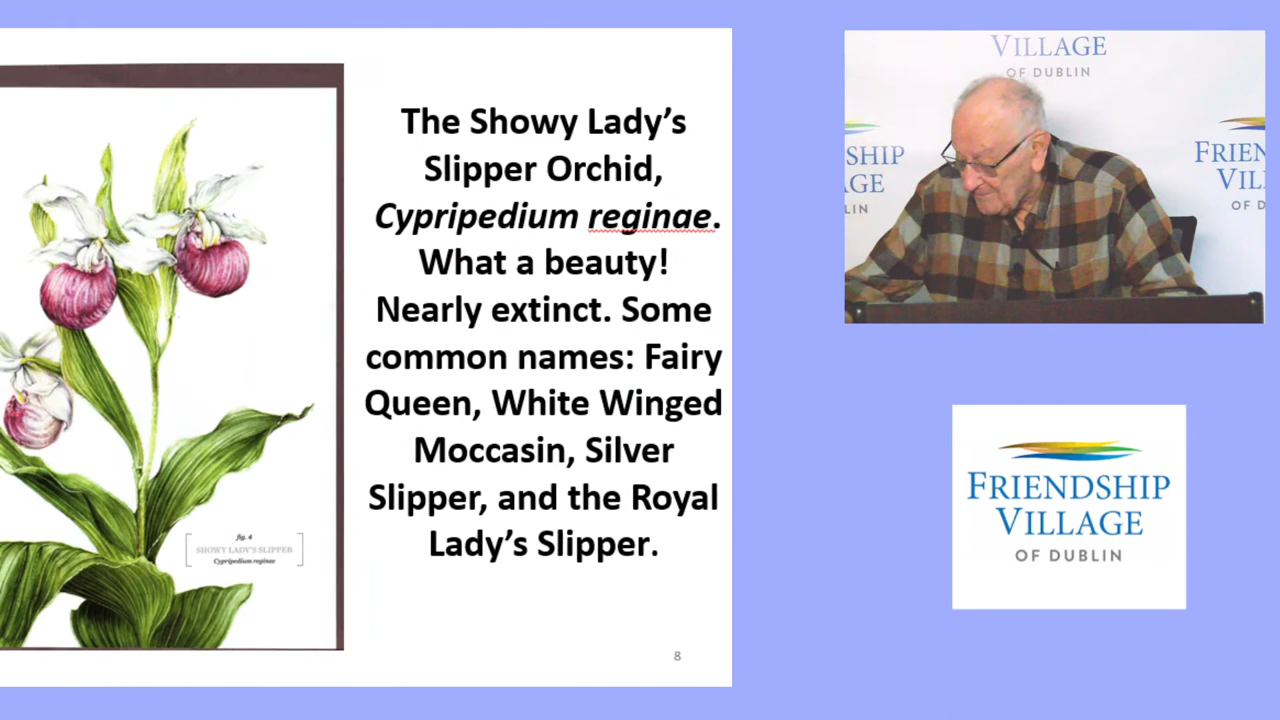 The Showy Lady's
Slipper Orchid,
Cypripedium reginae.
What a beauty!
Nearly extinct. Some
common names: Fairy
Queen, White Winged
Moccasin, Silver
Slipper, and the Royal
Lady's Slipper.
fig. 4
SHOWY LADY'S SLIPPER
Cypripedium reginae
8
VILLAGE
OF DUBLIN
SHIP
AGE
LIN
FRIEN
VIL
OF D
FRIENDSHIP
VILLAGE
OF DUBLIN